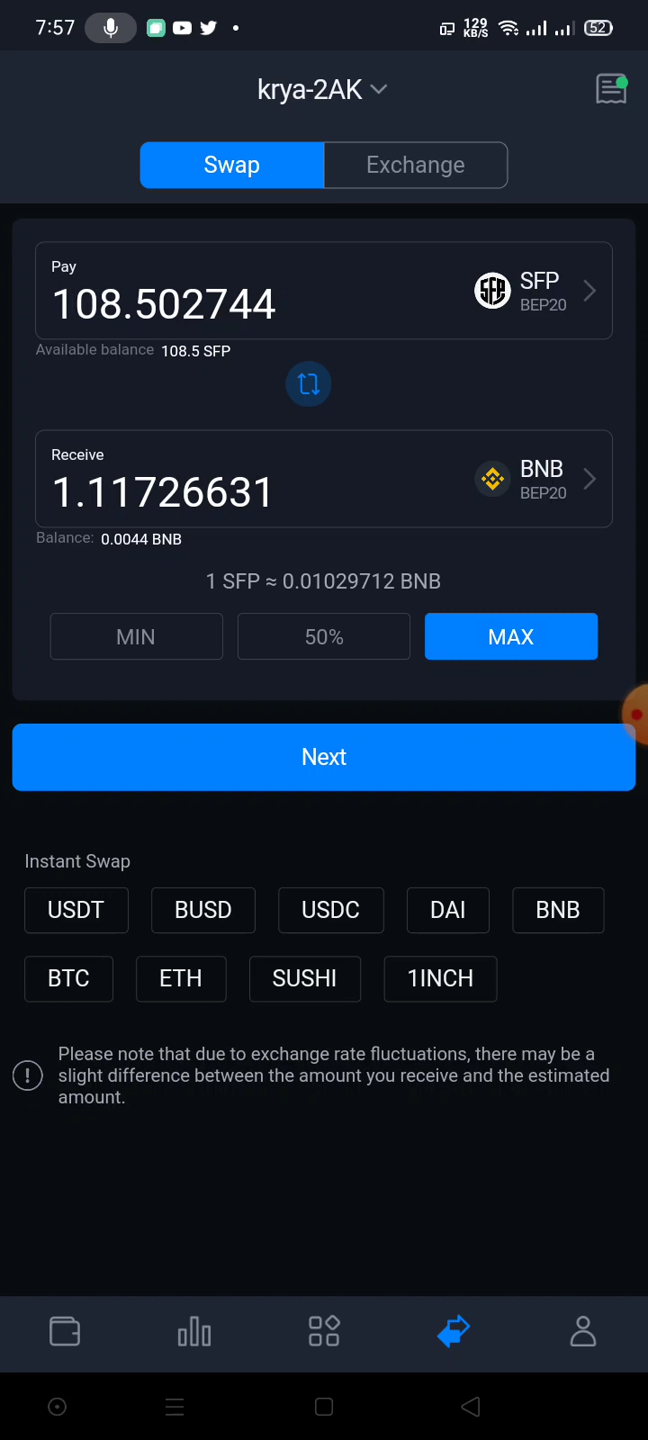 7:57
129
KB/S
52
krya-2AK
Swap
Exchange
Pay
108.502744
SFP
SFP
BEP20
Available balance 108.5 SFP
Receive
1.11726631
BNB
BEP20
Balance: 0.0044 BNB
1 SFP ≈ 0.01029712 BNB
MIN
50%
MAX
Next
Instant Swap
USDT
BUSD
USDC
DAI
BNB
BTC
ETH
SUSHI
1INCH
Please note that due to exchange rate fluctuations, there may be a
slight difference between the amount you receive and the estimated
amount.